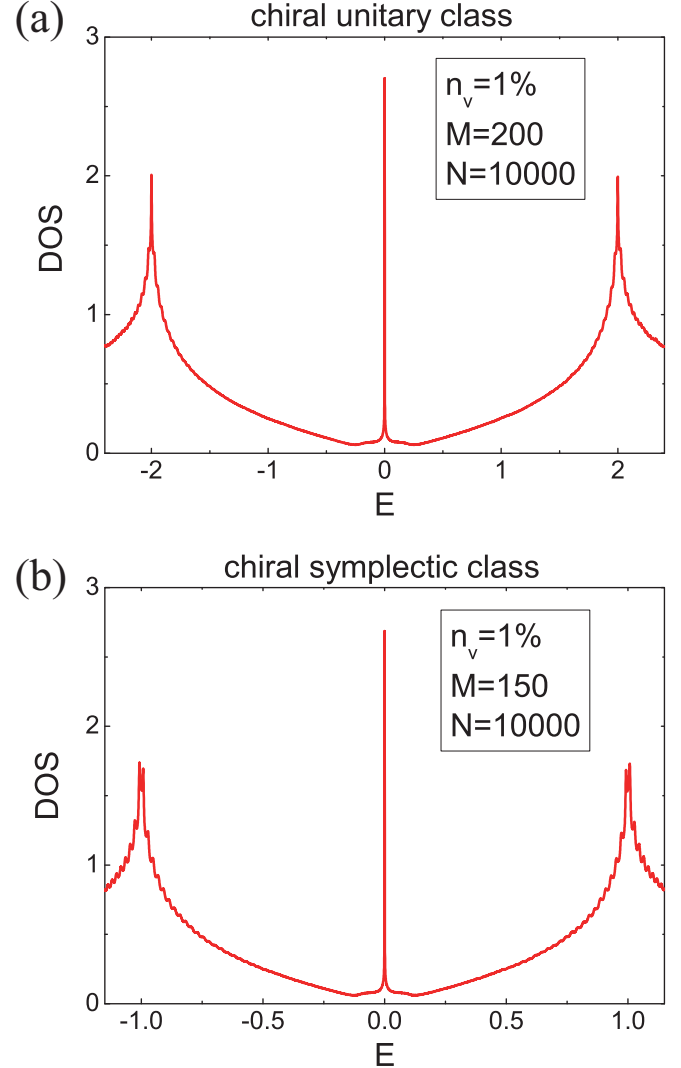 (a)
chiral unitary class
3
2
1
0
DOS
n_v=1%
M=200
N=10000
-2
-1
0
1
2
E
(b)
chiral symplectic class
3
2
1
0
DOS
n_v=1%
M=150
N=10000
-1.0
-0.5
0.0
0.5
1.0
E